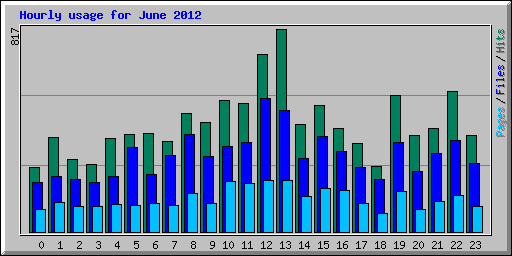 Hourly usage for June 2012
817
Pages/Files/Hits
0 1 2 3 4 5 6 7 8 9 10 11 12 13 14 15 16 17 18 19 20 21 22 23